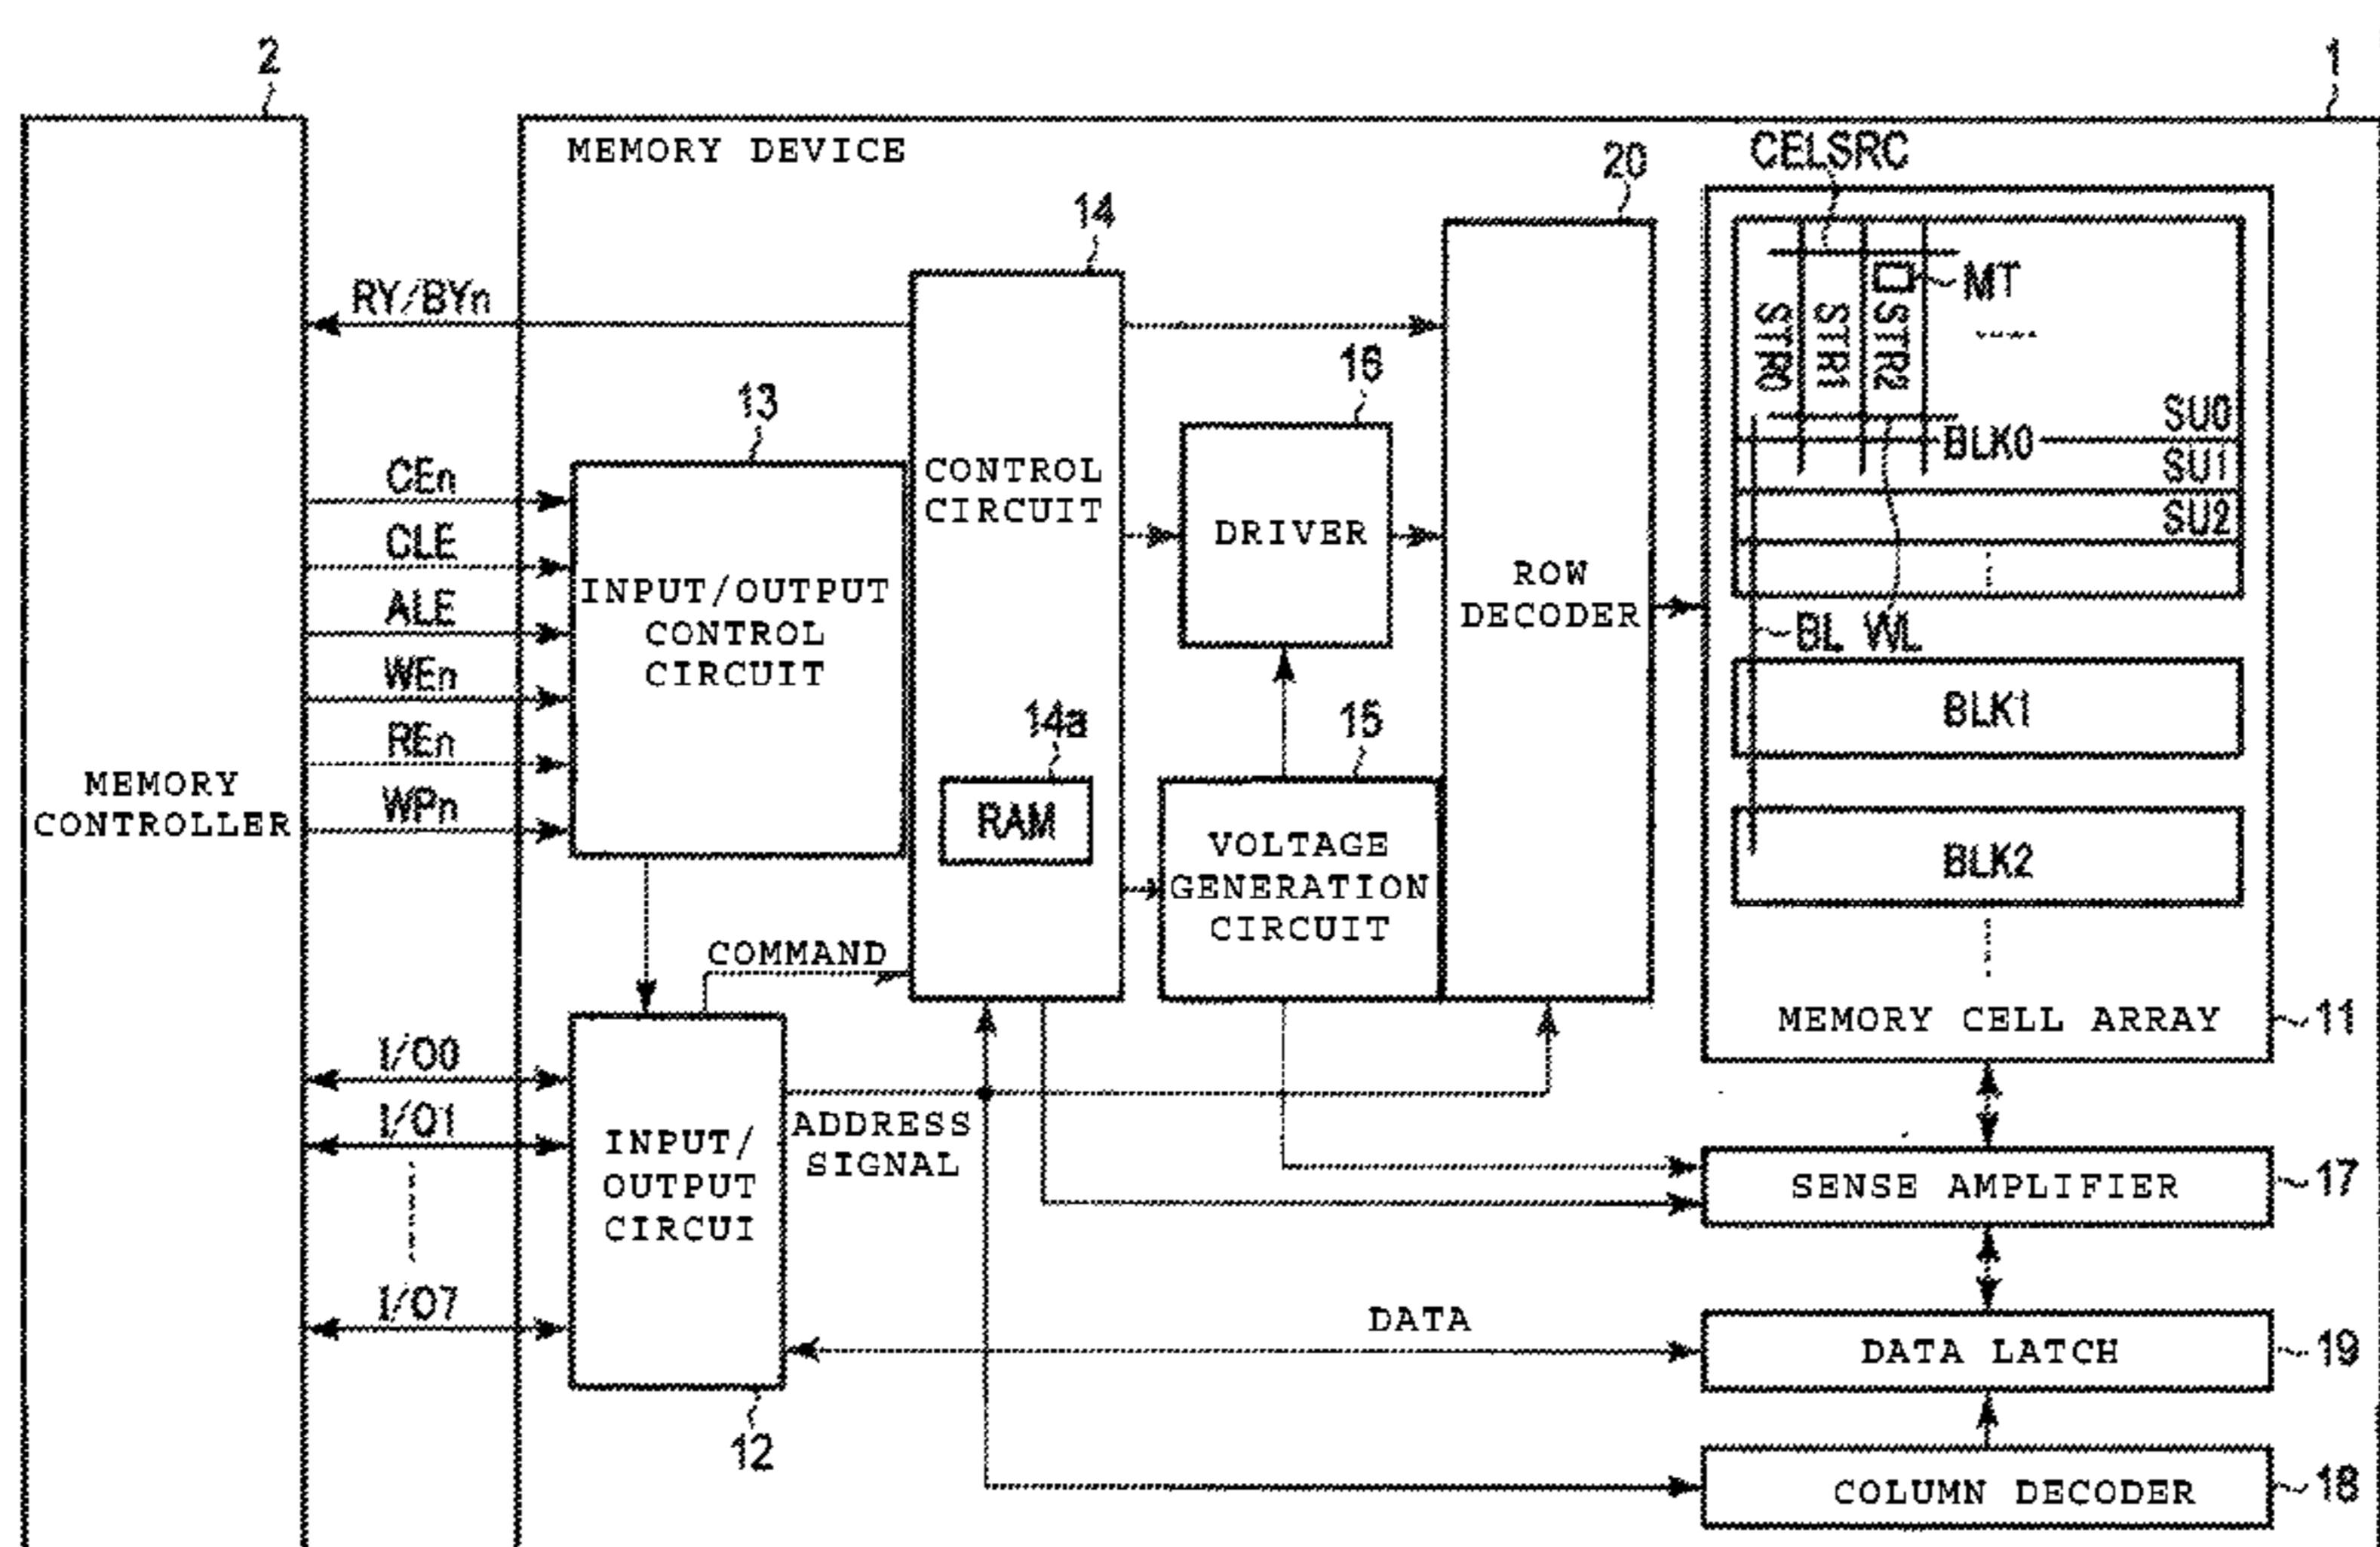 2
1
MEMORY DEVICE
CELSRC
20
14
MT
RY/BYn
STR0
STR1
STR2
16
13
SU0
BLK0
CONTROL
CIRCUIT
SU1
CEn
SU2
DRIVER
CLE
INPUT/OUTPUT
CONTROL
CIRCUIT
ROW
DECODER
ALE
BL WL
WEn
14a
15
BLK1
REn
MEMORY
CONTROLLER
WPn
RAM
VOLTAGE
GENERATION
CIRCUIT
BLK2
COMMAND
MEMORY CELL ARRAY
11
I/O0
I/O1
ADDRESS
SIGNAL
INPUT/
OUTPUT
CIRCUI
SENSE AMPLIFIER
17
I/O7
DATA
DATA LATCH
19
12
COLUMN DECODER
18